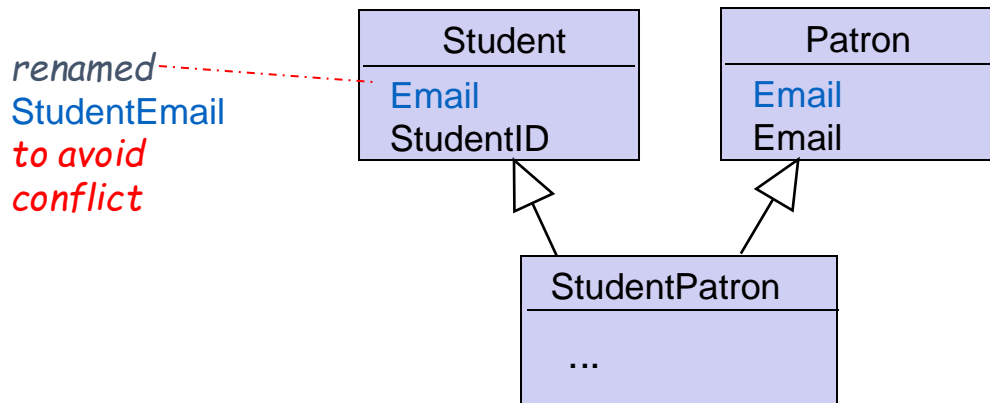 renamed
StudentEmail
to avoid
conflict
Student
Email
StudentID
Patron
Email
Email
StudentPatron
...